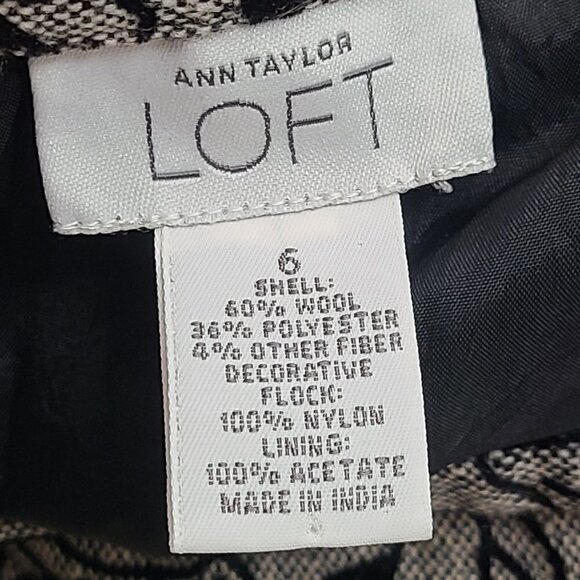 ANN TAYLOR
LOFT
6
SHELL:
60% WOOL
36% POLYESTER
4% OTHER FIBER
DECORATIVE
FLOCK:
100% NYLON
LINING:
100% ACETATE
MADE IN INDIA